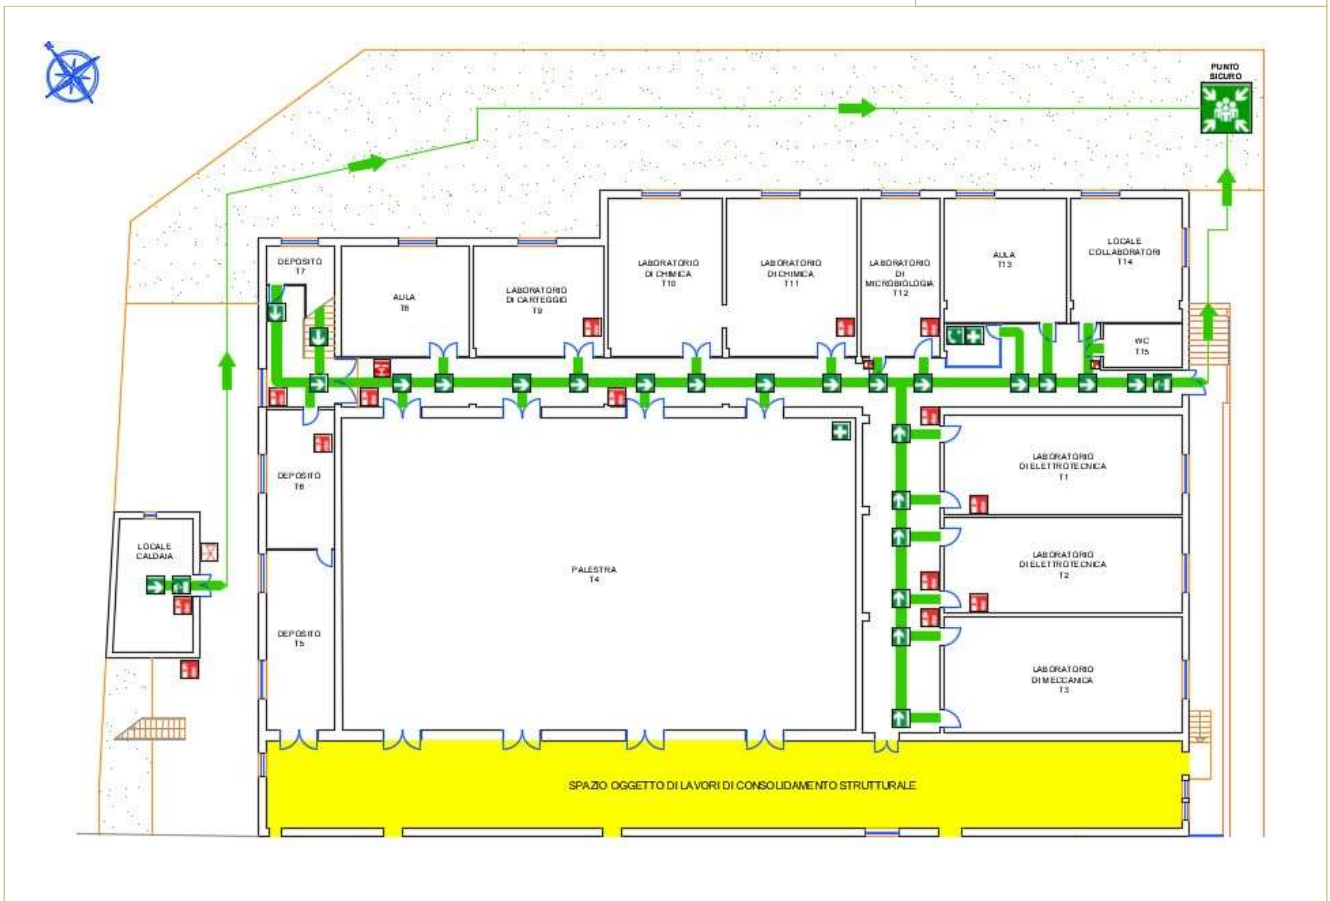 PUNTO
SICURO
DEPOSITO
T7
AULA
T8
LABORATORIO
DI CARTEGGIO
T9
LABORATORIO
DI CHIMICA
T10
LABORATORIO
DI CHIMICA
T11
LABORATORIO
DI
MICROBIOLOGIA
T12
AULA
T13
LOCALE
COLLABORATORI
T14
WC
T15
DEPOSITO
T6
LABORATORIO
DI ELETTROTECNICA
T1
LOCALE
CALDAIA
PALESTRA
T4
LABORATORIO
DI ELETTROTECNICA
T2
DEPOSITO
T5
LABORATORIO
DI MECCANICA
T3
SPAZIO OGGETTO DI LAVORI DI CONSOLIDAMENTO STRUTTURALE